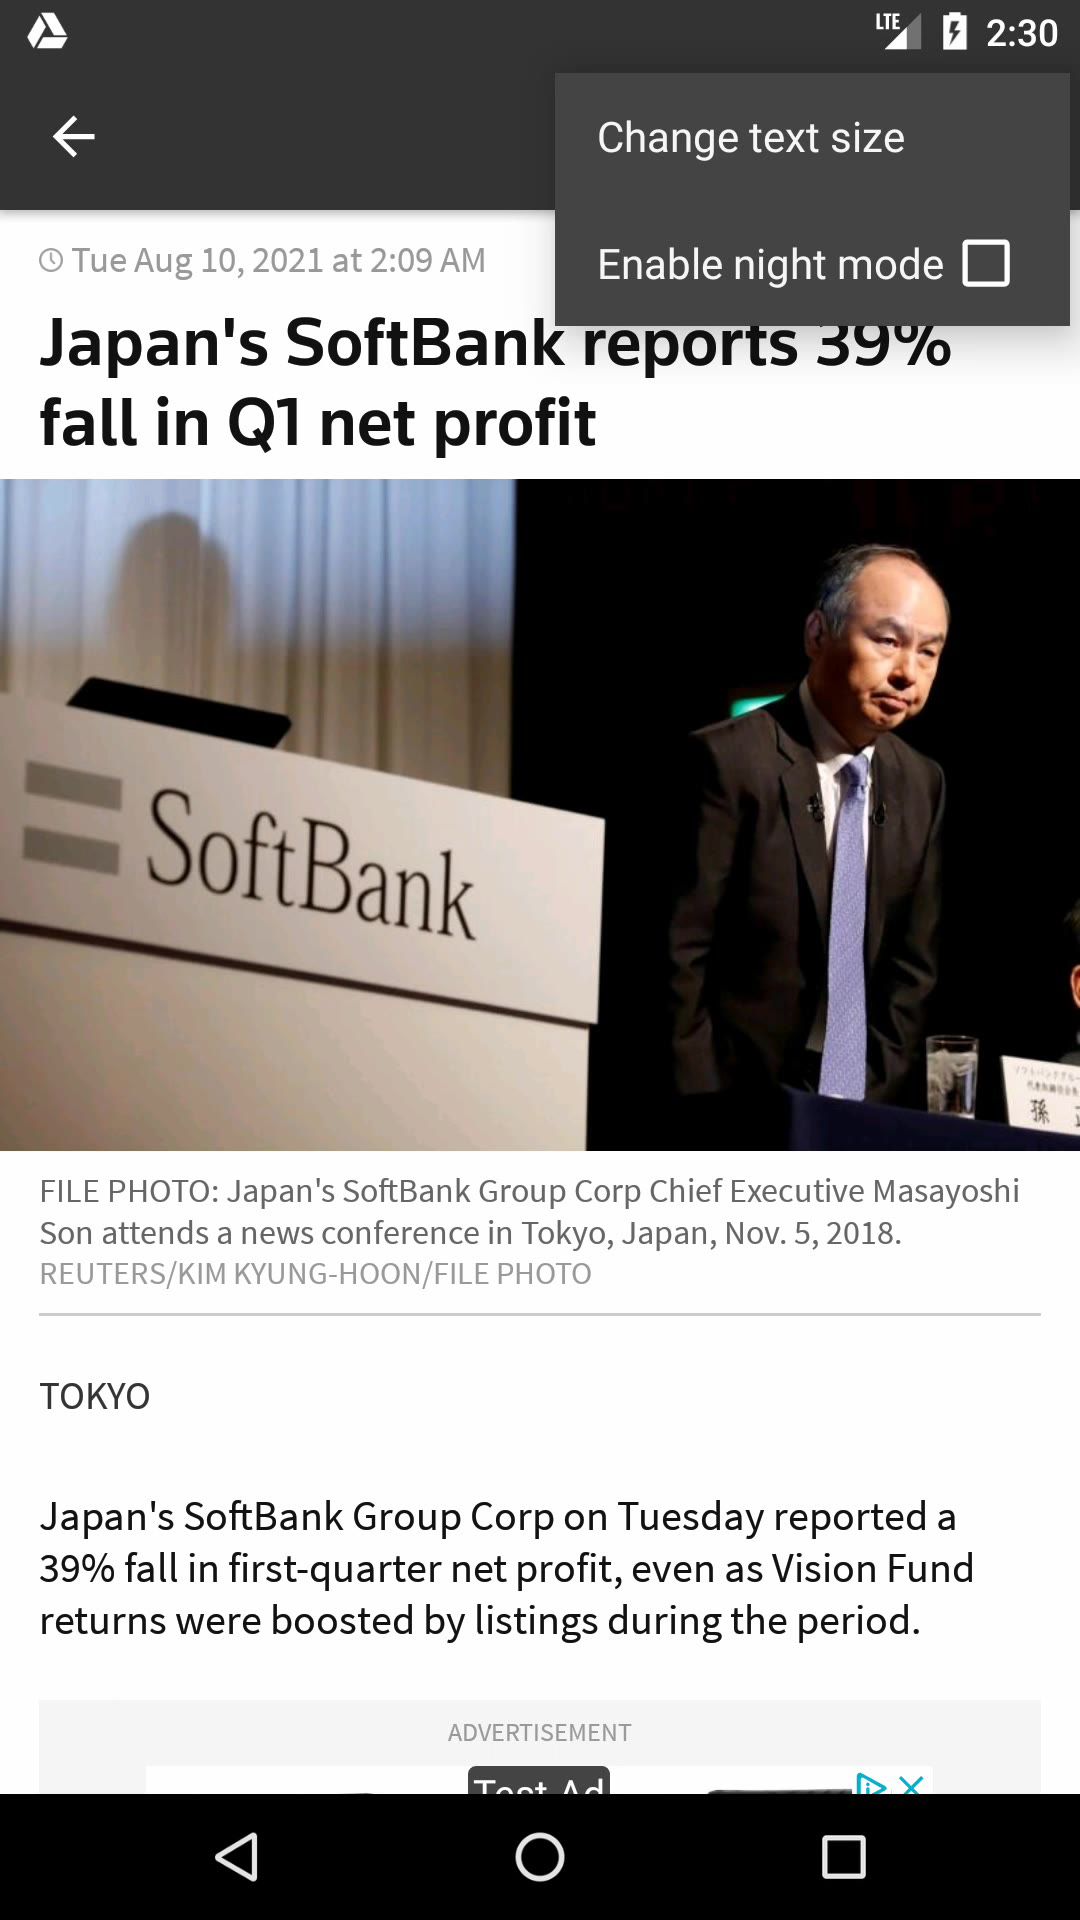 LTE 2:30
Change text size
Enable night mode
Tue Aug 10, 2021 at 2:09 AM
Japan's SoftBank reports 39%
fall in Q1 net profit
SoftBank
孫
FILE PHOTO: Japan's SoftBank Group Corp Chief Executive Masayoshi
Son attends a news conference in Tokyo, Japan, Nov. 5, 2018.
REUTERS/KIM KYUNG-HOON/FILE PHOTO
TOKYO
Japan's SoftBank Group Corp on Tuesday reported a
39% fall in first-quarter net profit, even as Vision Fund
returns were boosted by listings during the period.
ADVERTISEMENT
Test Ad